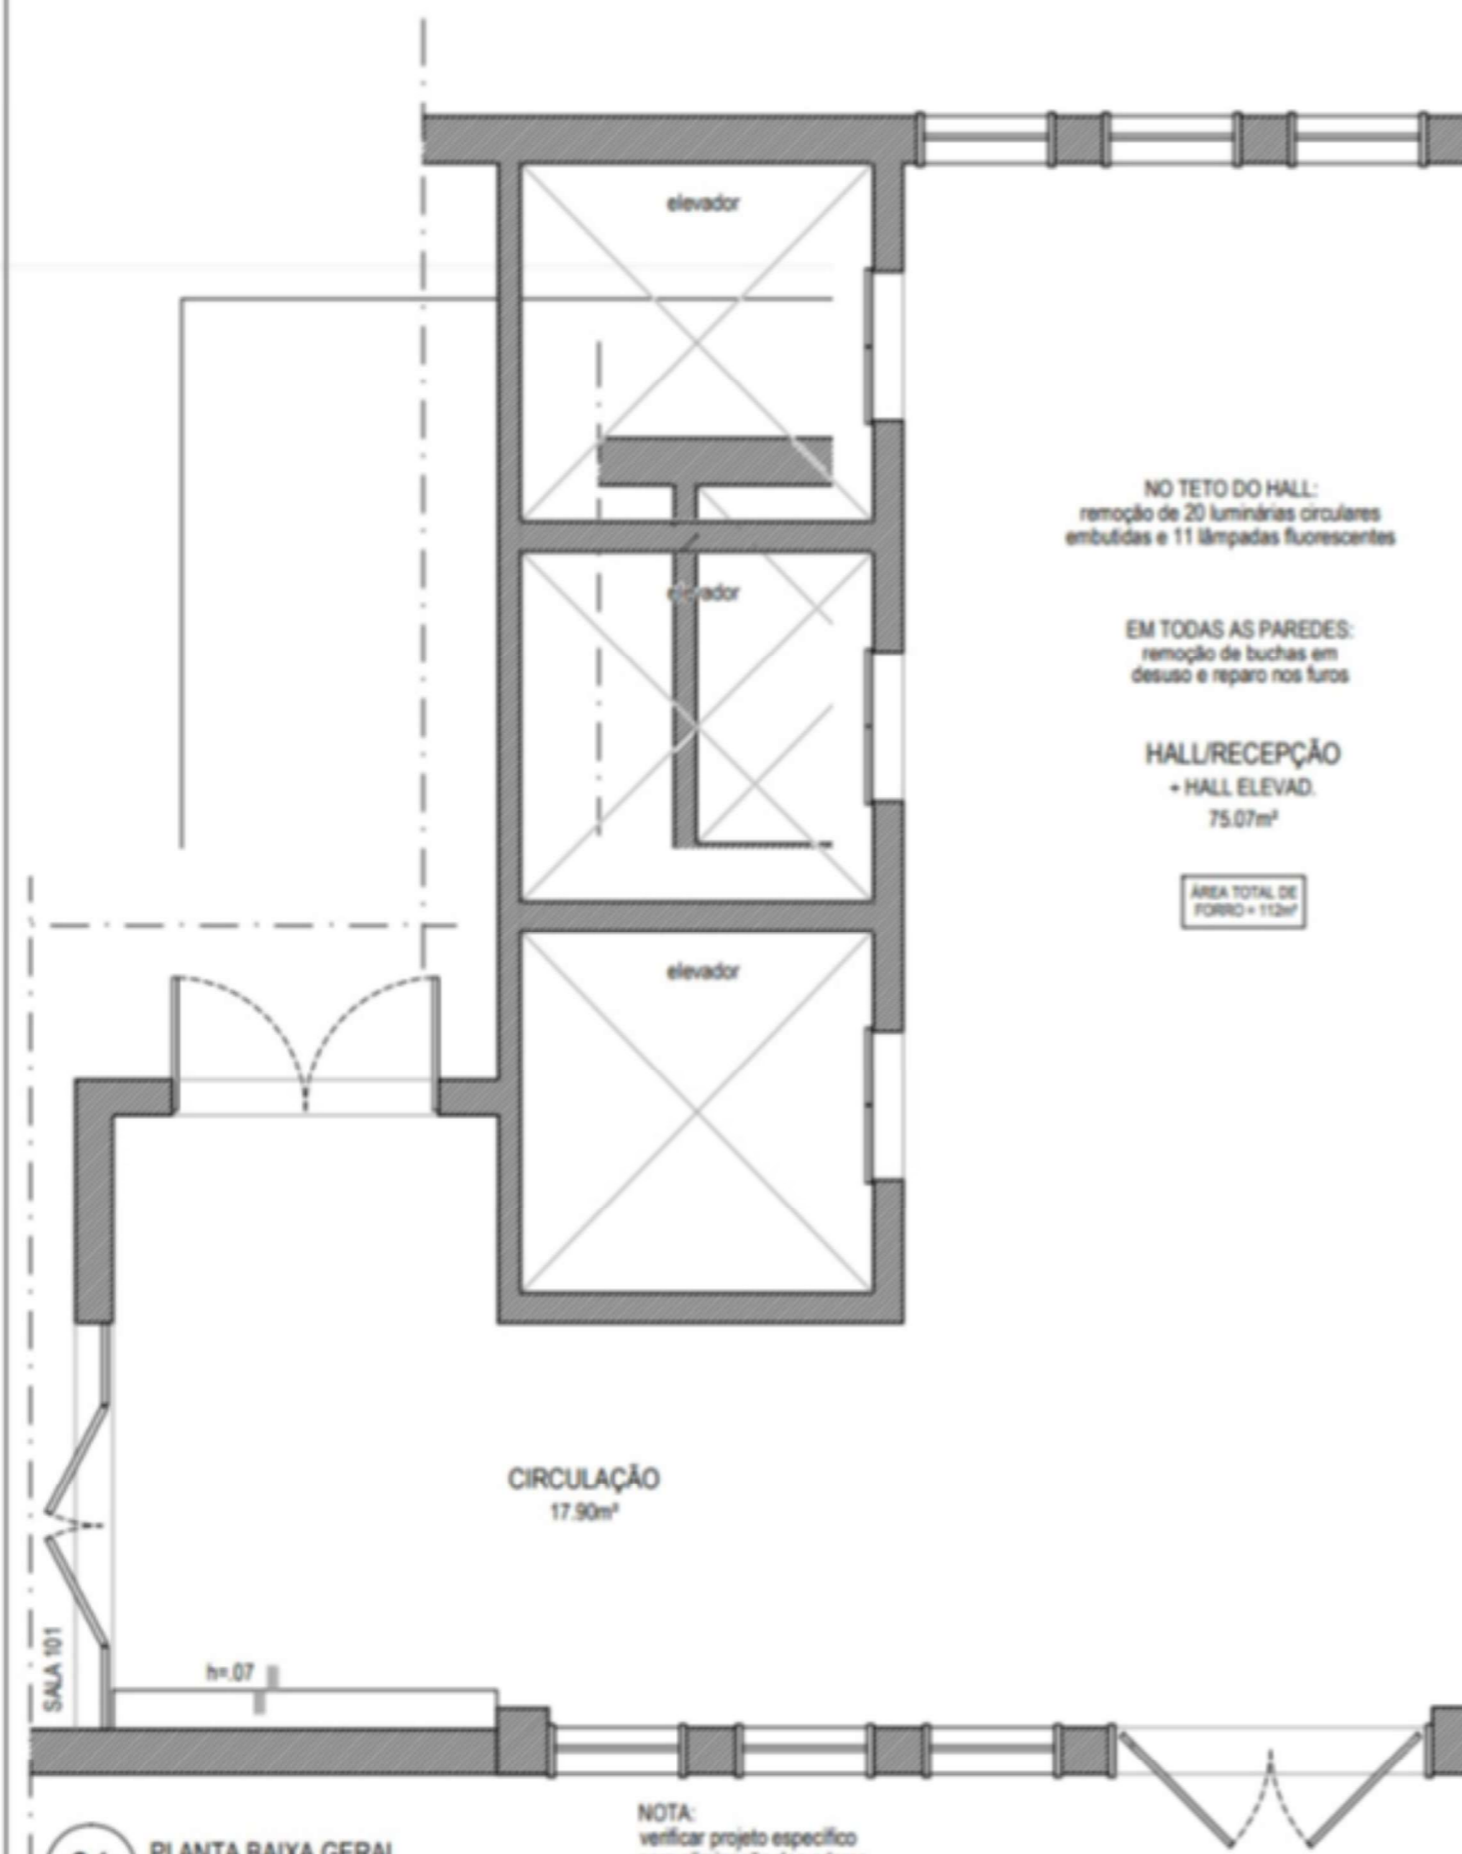 elevador
NO TETO DO HALL:
remoção de 20 luminárias circulares
embutidas e 11 lâmpadas fluorescentes
elevador
EM TODAS AS PAREDES:
remoção de buchas em
desuso e reparo nos furos
HALL/RECEPÇÃO
+ HALL ELEVAD.
75.07m²
ÁREA TOTAL DE
FORRO = 112m²
elevador
CIRCULAÇÃO
17.90m²
SALA 101
h=.07
NOTA:
verificar projeto específico
PLANTA BAIXA GERAL